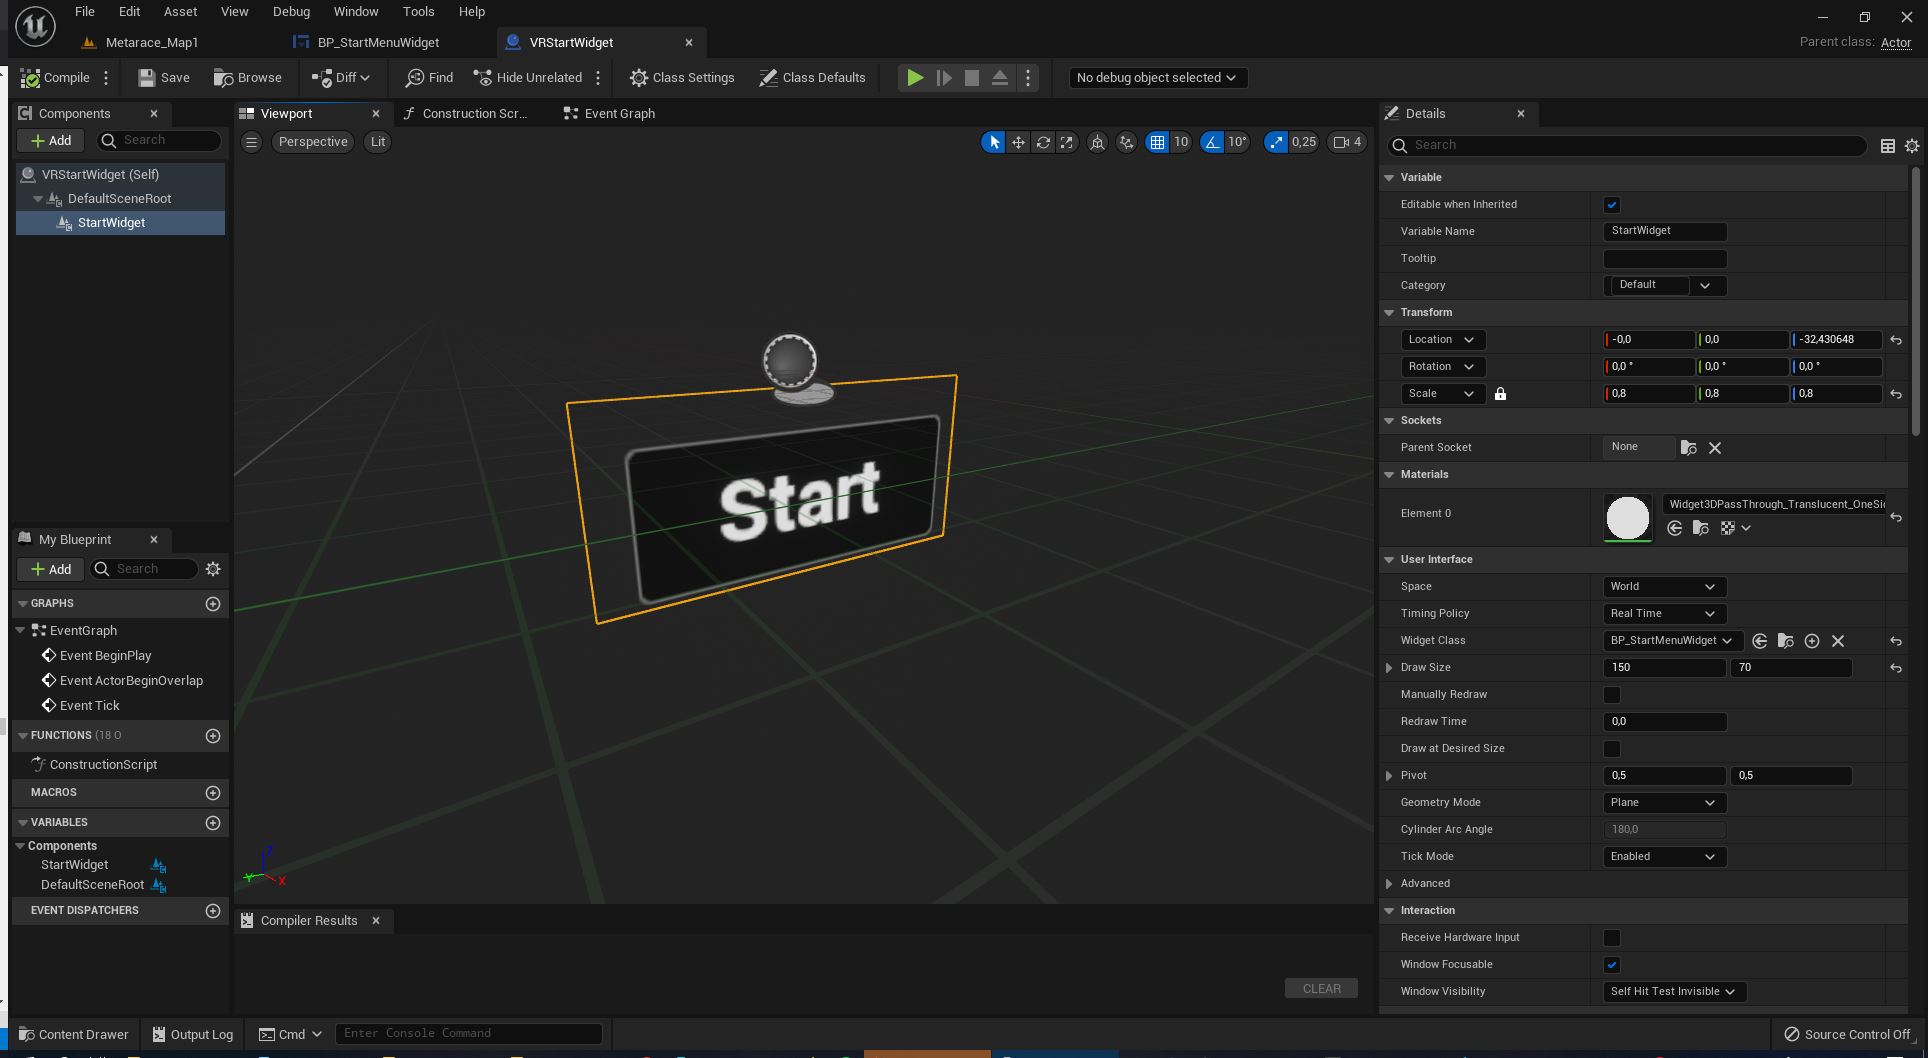 File Edit Asset View Debug Window Tools Help
Metarace_Map1 BP_StartMenuWidget VRStartWidget
Parent class: Actor
Compile Save Browse Diff Find Hide Unrelated Class Settings Class Defaults No debug object selected
Components
Add Search
VRStartWidget (Self)
DefaultSceneRoot
StartWidget
My Blueprint
Add Search
GRAPHS
EventGraph
Event BeginPlay
Event ActorBeginOverlap
Event Tick
FUNCTIONS (18 O
ConstructionScript
MACROS
VARIABLES
Components
StartWidget
DefaultSceneRoot
EVENT DISPATCHERS
Viewport Construction Scr... Event Graph
Perspective Lit 10 10° 0,25 4
Start
Z
Y
X
Compiler Results
CLEAR
Details
Search
Variable
Editable when Inherited
Variable Name StartWidget
Tooltip
Category Default
Transform
Location -0,0 0,0 -32,430648
Rotation 0,0 ° 0,0 ° 0,0 °
Scale 0,8 0,8 0,8
Sockets
Parent Socket None
Materials
Element 0 Widget3DPassThrough_Translucent_OneSi
User Interface
Space World
Timing Policy Real Time
Widget Class BP_StartMenuWidget
Draw Size 150 70
Manually Redraw
Redraw Time 0,0
Draw at Desired Size
Pivot 0,5 0,5
Geometry Mode Plane
Cylinder Arc Angle 180,0
Tick Mode Enabled
Advanced
Interaction
Receive Hardware Input
Window Focusable
Window Visibility Self Hit Test Invisible
Content Drawer Output Log Cmd Enter Console Command Source Control Off